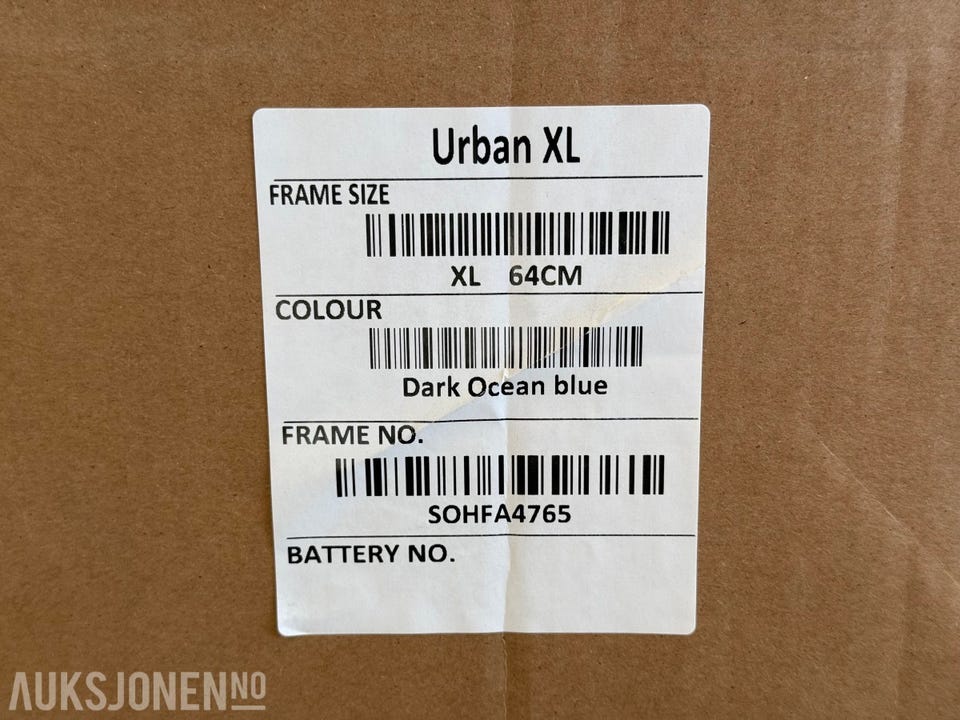 Urban XL
FRAME SIZE
XL 64CM
COLOUR
Dark Ocean blue
FRAME NO.
SOHFA4765
BATTERY NO.
AUKSJONEN NO